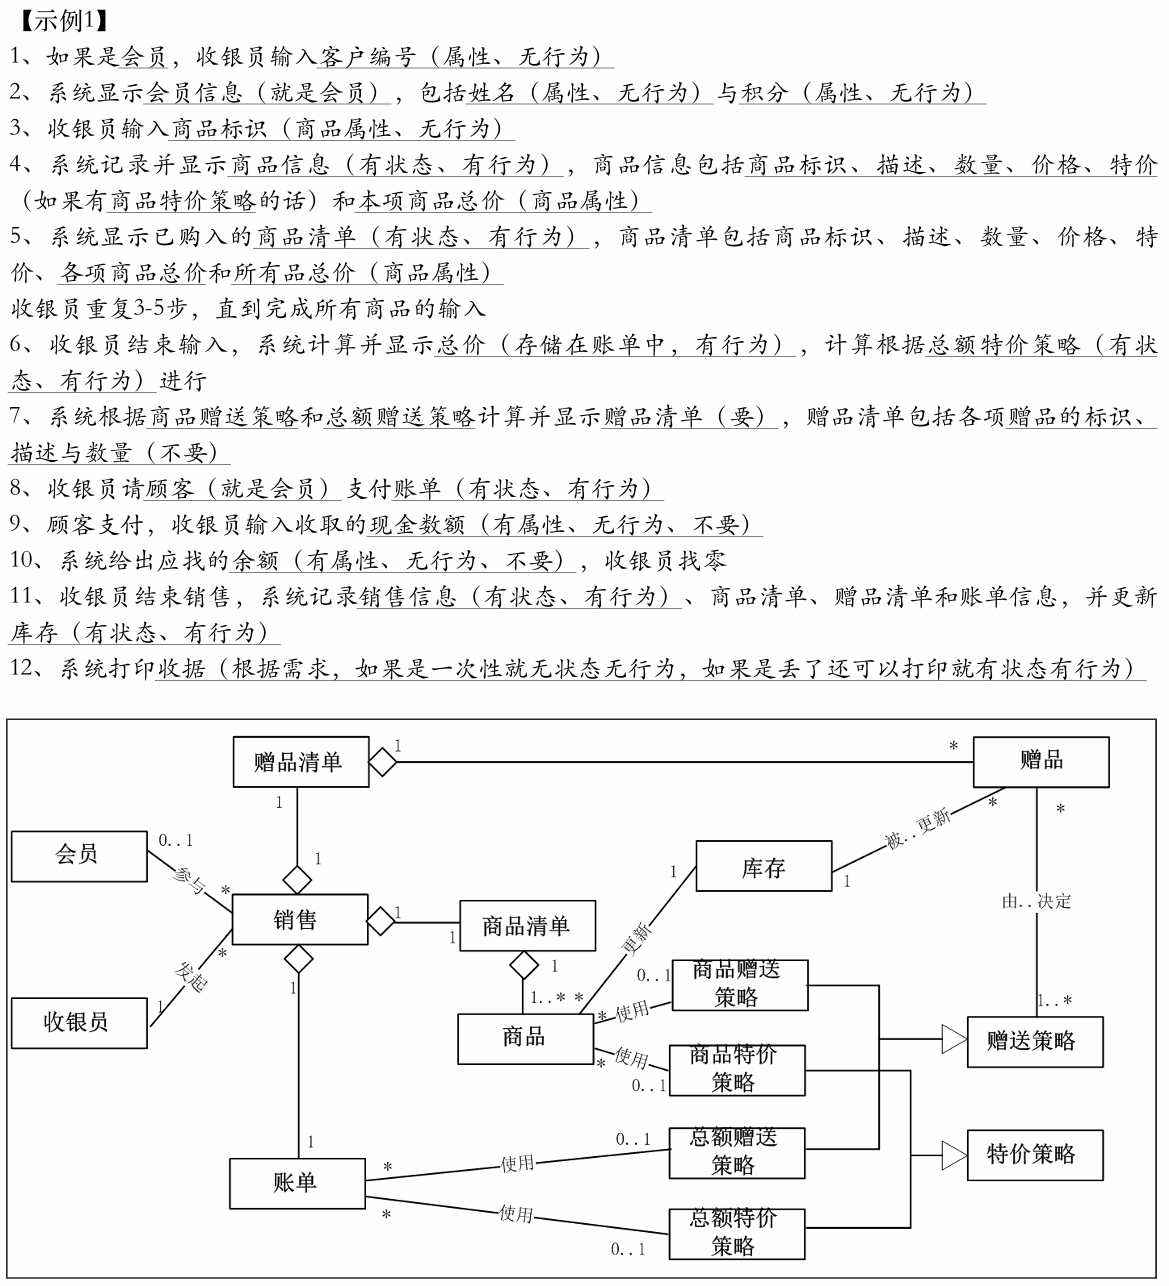 【示例1】
1、如果是会员，收银员输入客户编号（属性、无行为）
2、系统显示会员信息（就是会员），包括姓名（属性、无行为）与积分（属性、无行为）
3、收银员输入商品标识（商品属性、无行为）
4、系统记录并显示商品信息（有状态、有行为），商品信息包括商品标识、描述、数量、价格、特价
（如果有商品特价策略的话）和本项商品总价（商品属性）
5、系统显示已购入的商品清单（有状态、有行为），商品清单包括商品标识、描述、数量、价格、特
价、各项商品总价和所有品总价（商品属性）
收银员重复3-5步，直到完成所有商品的输入
6、收银员结束输入，系统计算并显示总价（存储在账单中，有行为），计算根据总额特价策略（有状
态、有行为）进行
7、系统根据商品赠送策略和总额赠送策略计算并显示赠品清单（要），赠品清单包括各项赠品的标识、
描述与数量（不要）
8、收银员请顾客（就是会员）支付账单（有状态、有行为）
9、顾客支付，收银员输入收取的现金数额（有属性、无行为、不要）
10、系统给出应找的余额（有属性、无行为、不要），收银员找零
11、收银员结束销售，系统记录销售信息（有状态、有行为）、商品清单、赠品清单和账单信息，并更新
库存（有状态、有行为）
12、系统打印收据（根据需求，如果是一次性就无状态无行为，如果是丢了还可以打印就有状态有行为）
赠品清单
1
*
赠品
1
*
*
会员
0..1
参与
*
1
被..更新
1
库存
1
销售
1
1
商品清单
由..决定
*
发起
1
收银员
1
1
更新
1..*
*
商品
*
使用
0..1
商品赠送
策略
1..*
赠送策略
*
使用
0..1
商品特价
策略
1
账单
*
使用
0..1
总额赠送
策略
特价策略
*
使用
0..1
总额特价
策略